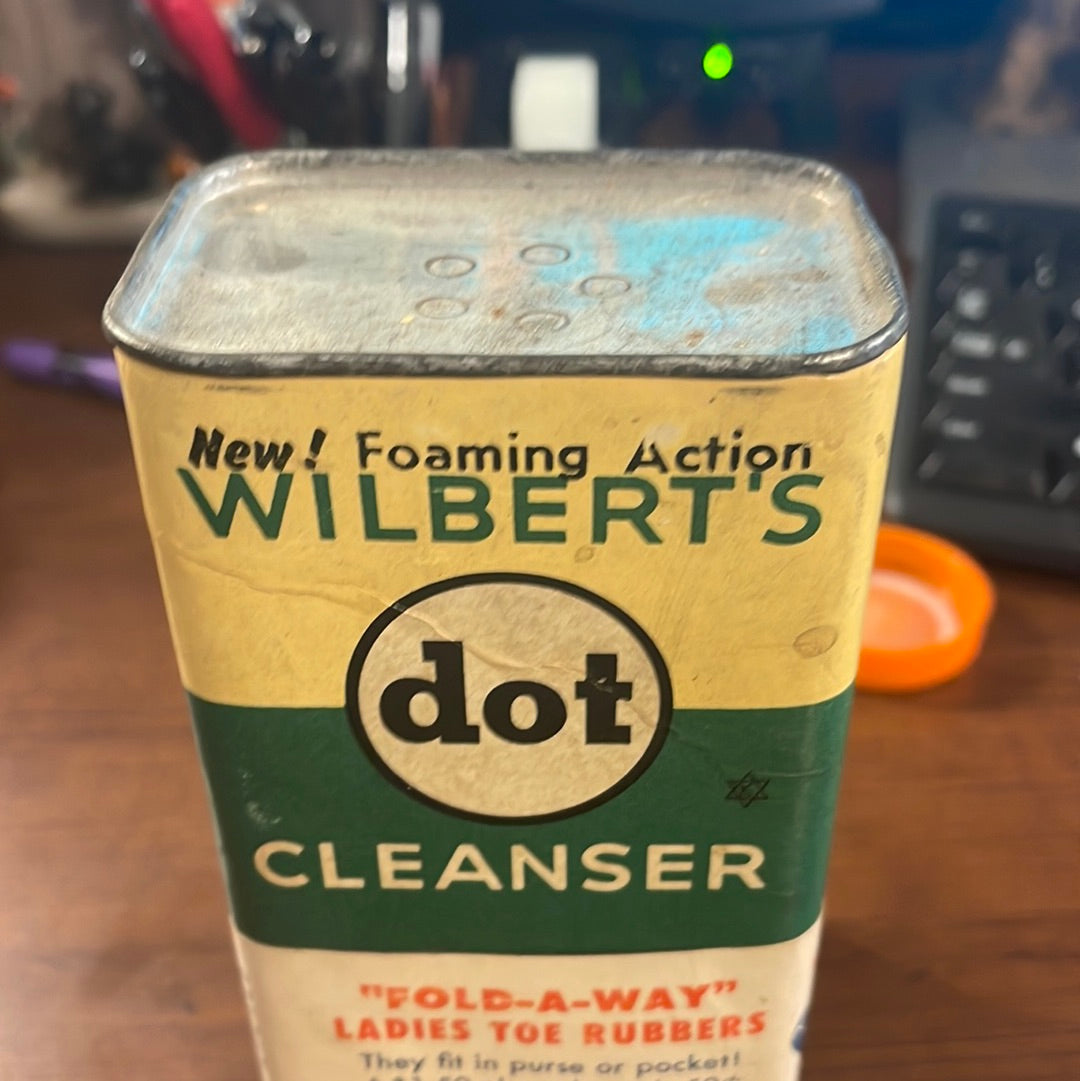 New! Foaming Action
WILBERT'S
dot
CLEANSER
"FOLD-A-WAY"
LADIES TOE RUBBERS
They fit in purse or pocket!